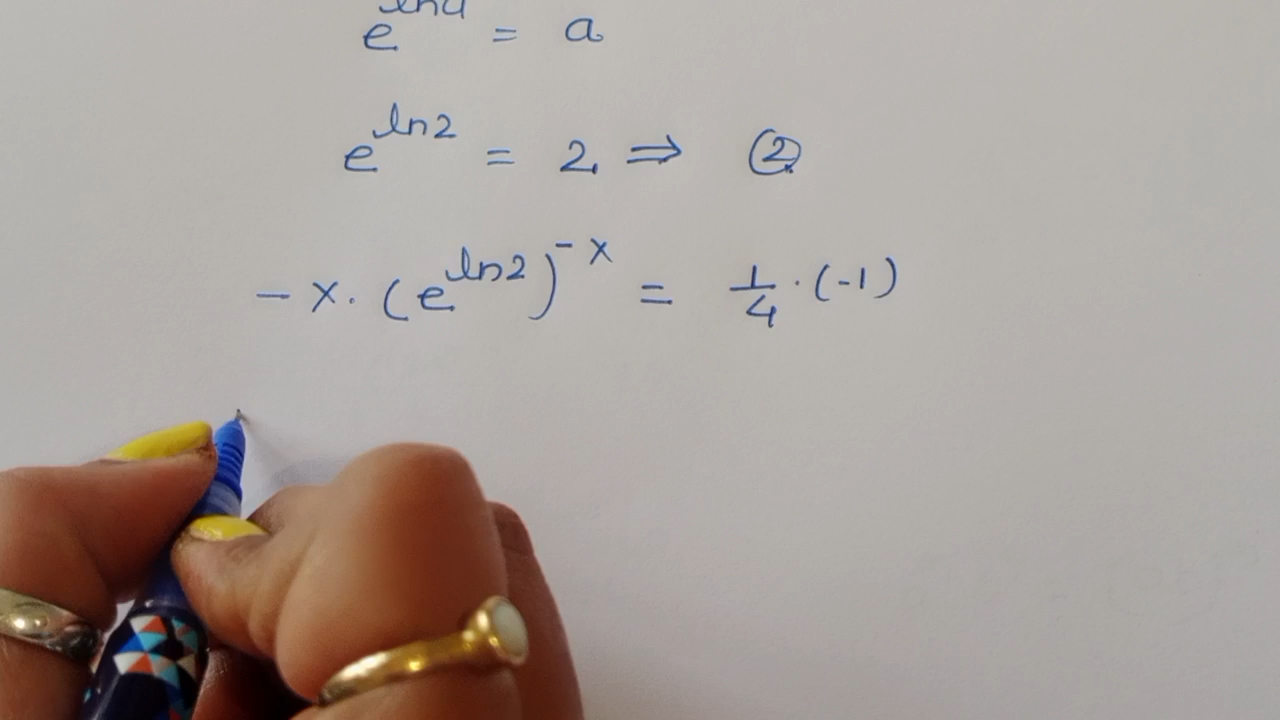 e^{ln a} = a
e^{ln2} = 2 ⇒ ②
- x · (e^{ln2})^{-x} = 1/4 · (-1)